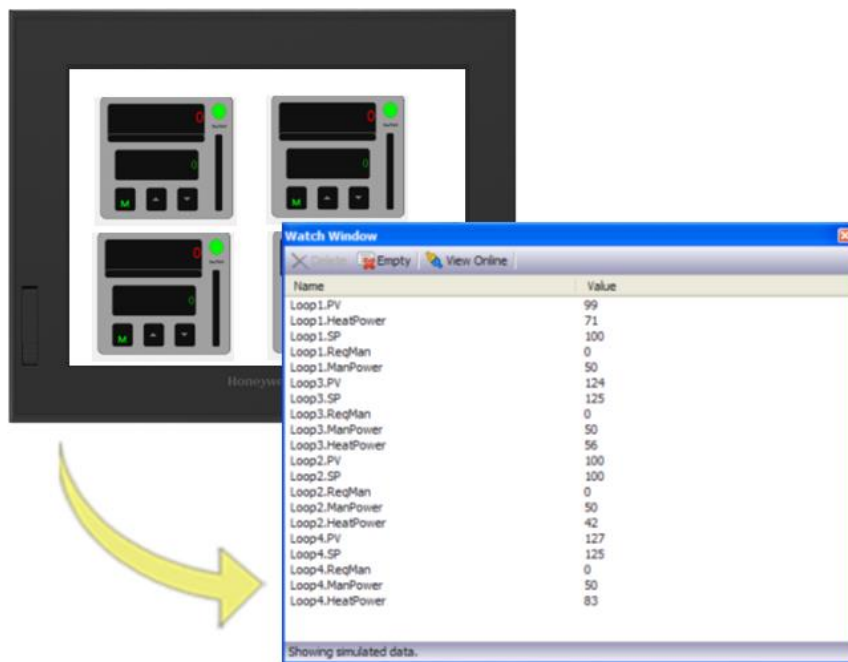 0
0
0
0
M
M
0
0
M
Honeyw
Watch Window
Delete Empty View Online
Name Value
Loop1.PV 99
Loop1.HeatPower 71
Loop1.SP 100
Loop1.ReqMan 0
Loop1.ManPower 50
Loop3.PV 124
Loop3.SP 125
Loop3.ReqMan 0
Loop3.ManPower 50
Loop3.HeatPower 56
Loop2.PV 100
Loop2.SP 100
Loop2.ReqMan 0
Loop2.ManPower 50
Loop2.HeatPower 42
Loop4.PV 127
Loop4.SP 125
Loop4.ReqMan 0
Loop4.ManPower 50
Loop4.HeatPower 83
Showing simulated data.